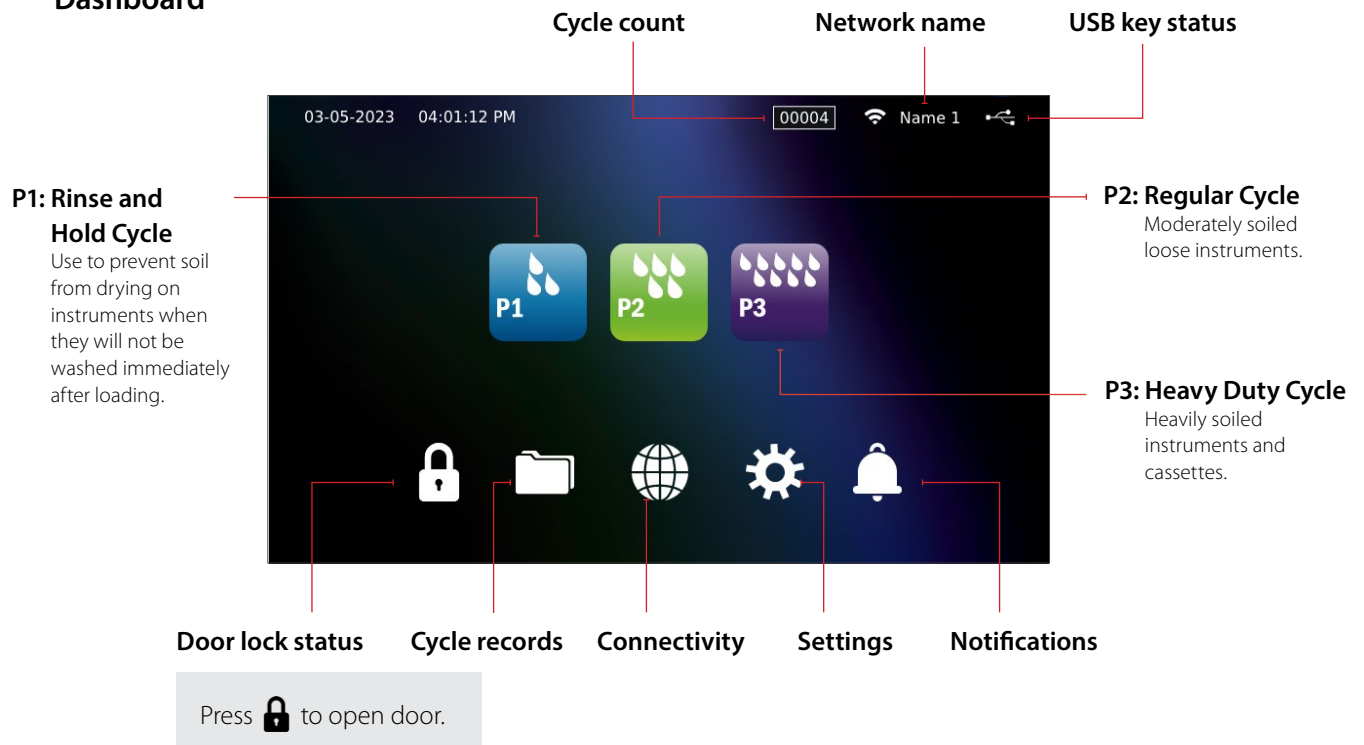 Dashboard
Cycle count
Network name
USB key status
03-05-2023 04:01:12 PM
00004
Name 1
P1: Rinse and
Hold Cycle
Use to prevent soil
from drying on
instruments when
they will not be
washed immediately
after loading.
P1
P2
P3
P2: Regular Cycle
Moderately soiled
loose instruments.
P3: Heavy Duty Cycle
Heavily soiled
instruments and
cassettes.
Door lock status
Cycle records
Connectivity
Settings
Notifications
Press to open door.